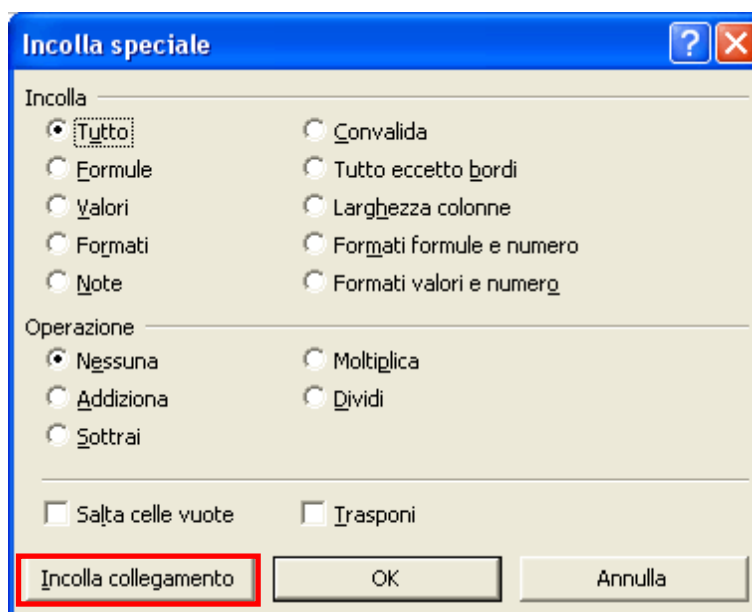 Incolla speciale
Incolla
Tutto Convalida
Formule Tutto eccetto bordi
Valori Larghezza colonne
Formati Formati formule e numero
Note Formati valori e numero
Operazione
Nessuna Moltiplica
Addiziona Dividi
Sottrai
Salta celle vuote Trasponi
Incolla collegamento OK Annulla